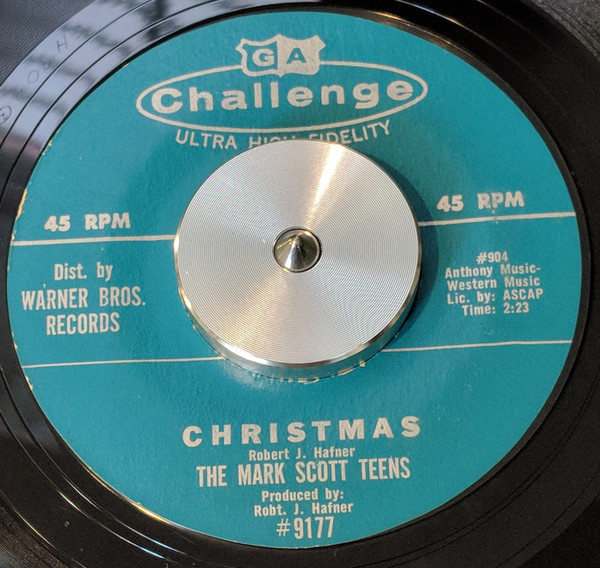 GA
Challenge
ULTRA HIGH FIDELITY
45 RPM
45 RPM
Dist. by
WARNER BROS.
RECORDS
#904
Anthony Music-
Western Music
Lic. by: ASCAP
Time: 2:23
CHRISTMAS
Robert J. Hafner
THE MARK SCOTT TEENS
Produced by:
Robt. J. Hafner
#9177